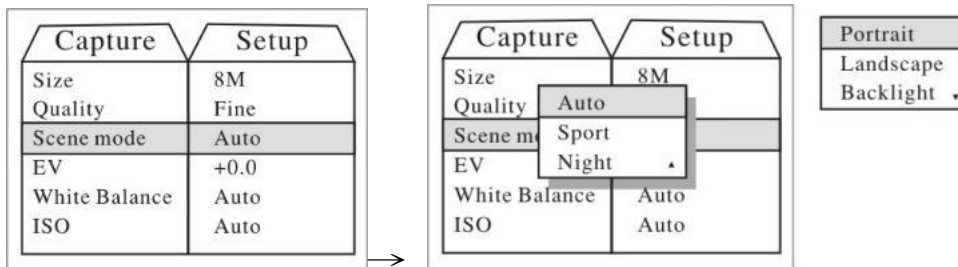 Capture Setup
Size 8M
Quality Fine
Scene mode Auto
EV +0.0
White Balance Auto
ISO Auto
Capture Setup
Size 8M
Quality
Scene m
EV
White Balance Auto
ISO Auto
Auto
Sport
Night
Portrait
Landscape
Backlight